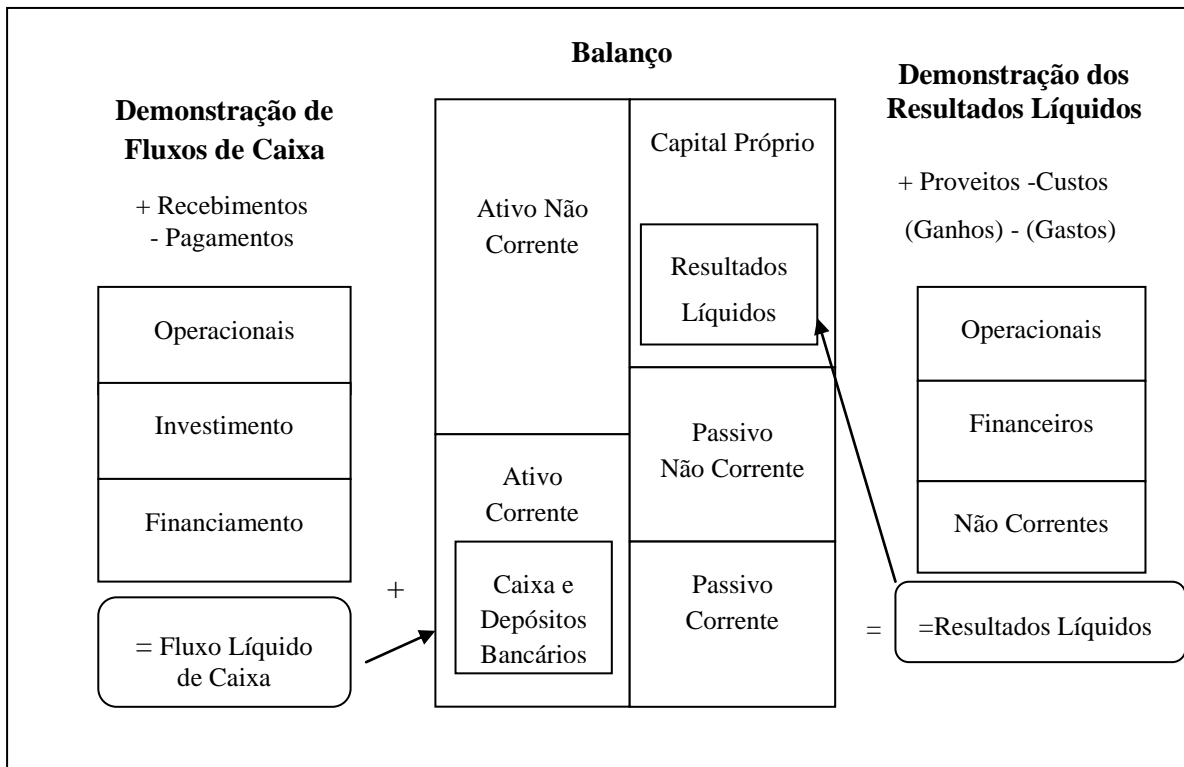 Balanço
Demonstração de
Fluxos de Caixa
+ Recebimentos
- Pagamentos
Operacionais
Investimento
Financiamento
= Fluxo Líquido
de Caixa
+
Ativo Não
Corrente
Ativo
Corrente
Caixa e
Depósitos
Bancários
Capital Próprio
Resultados
Líquidos
Passivo
Não Corrente
Passivo
Corrente
=
Demonstração dos
Resultados Líquidos
+ Proveitos -Custos
(Ganhos) - (Gastos)
Operacionais
Financeiros
Não Correntes
=Resultados Líquidos